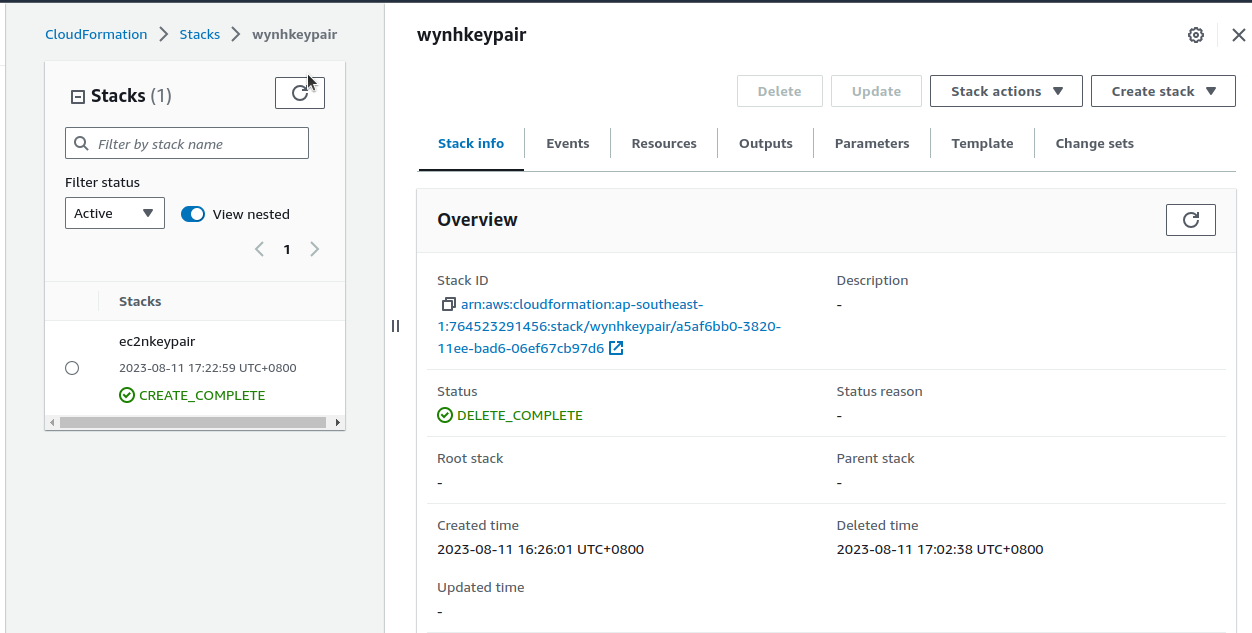 CloudFormation > Stacks > wynhkeypair
Stacks (1)
Filter by stack name
Filter status
Active
View nested
1
Stacks
ec2nkeypair
2023-08-11 17:22:59 UTC+0800
CREATE_COMPLETE
wynhkeypair
Delete Update Stack actions Create stack
Stack info Events Resources Outputs Parameters Template Change sets
Overview
Stack ID
arn:aws:cloudformation:ap-southeast-
1:764523291456:stack/wynhkeypair/a5af6bb0-3820-
11ee-bad6-06ef67cb97d6
Description
-
Status
DELETE_COMPLETE
Status reason
-
Root stack
-
Parent stack
-
Created time
2023-08-11 16:26:01 UTC+0800
Deleted time
2023-08-11 17:02:38 UTC+0800
Updated time
-